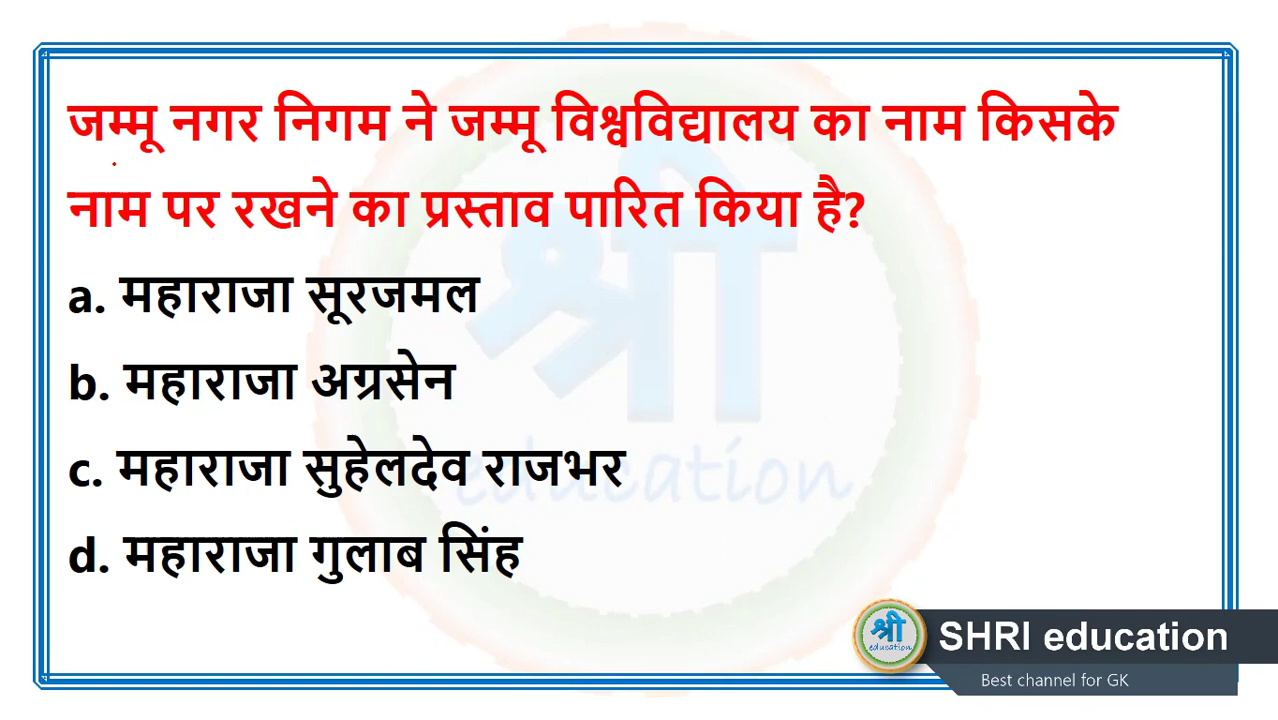 जम्मू नगर निगम ने जम्मू विश्वविद्यालय का नाम किसके
नाम पर रखने का प्रस्ताव पारित किया है?
a. महाराजा सूरजमल
b. महाराजा अग्रसेन
c. महाराजा सुहेलदेव राजभर
d. महाराजा गुलाब सिंह
श्री
education
श्री
education
SHRI education
Best channel for GK